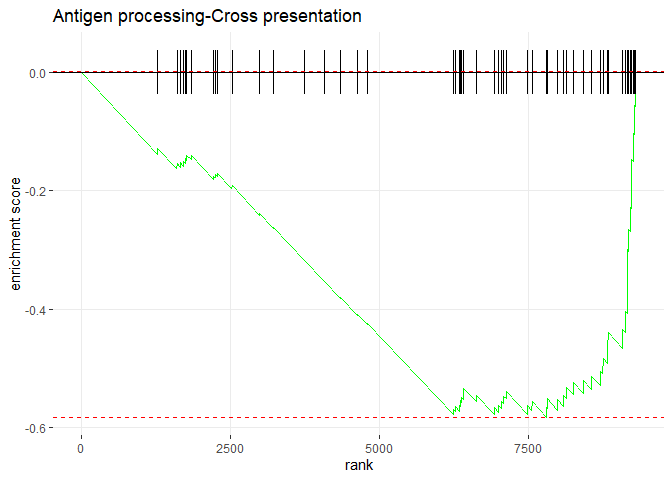 Antigen processing-Cross presentation
0.0
-0.2
-0.4
-0.6
enrichment score
0
2500
5000
7500
rank